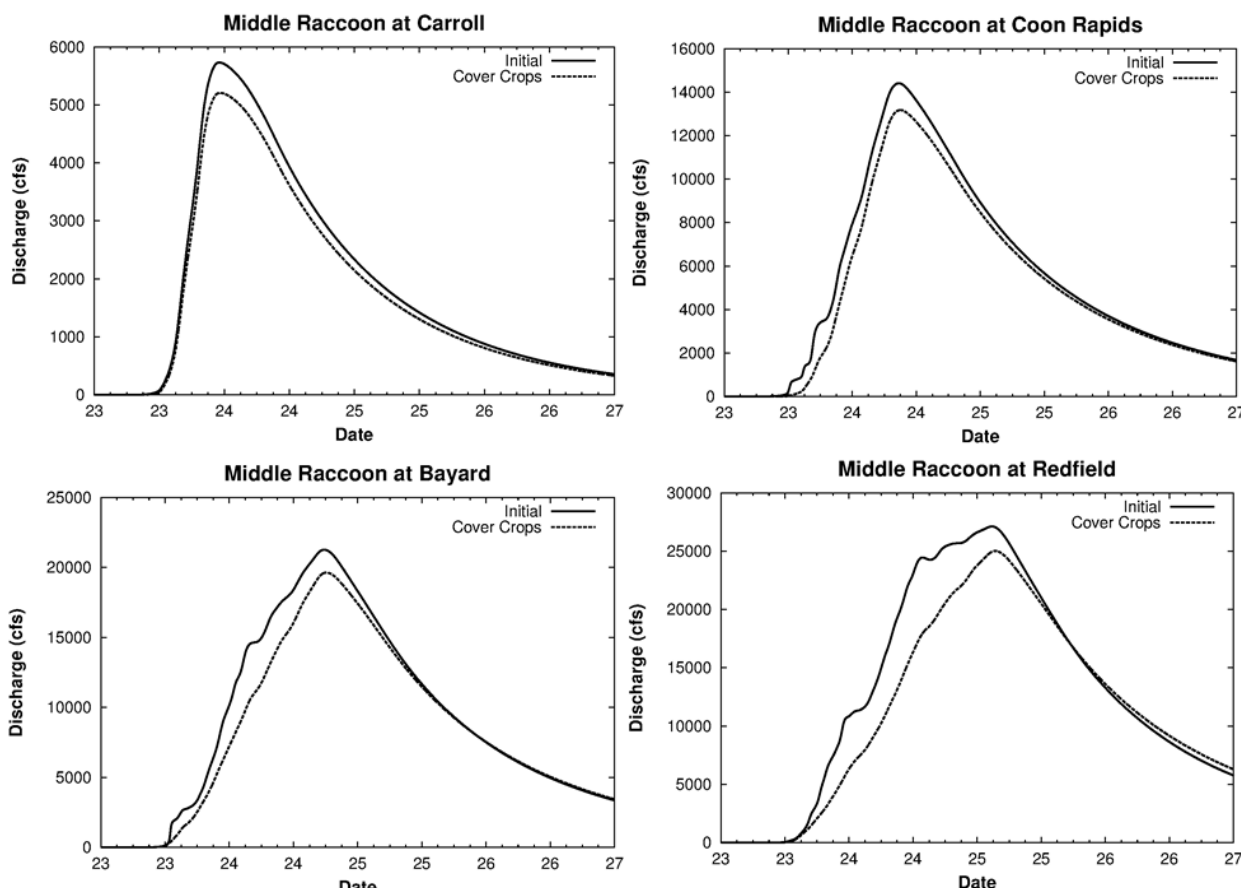 Middle Raccoon at Carroll
6000
5000
4000
3000
2000
1000
0
Discharge (cfs)
Initial
Cover Crops
23 23 24 24 25 25 26 26 27
Date
Middle Raccoon at Coon Rapids
16000
14000
12000
10000
8000
6000
4000
2000
0
Discharge (cfs)
Initial
Cover Crops
23 23 24 24 25 25 26 26 27
Date
Middle Raccoon at Bayard
25000
20000
15000
10000
5000
0
Discharge (cfs)
Initial
Cover Crops
23 23 24 24 25 25 26 26 27
Date
Middle Raccoon at Redfield
30000
25000
20000
15000
10000
5000
0
Discharge (cfs)
Initial
Cover Crops
23 23 24 24 25 25 26 26 27
Date